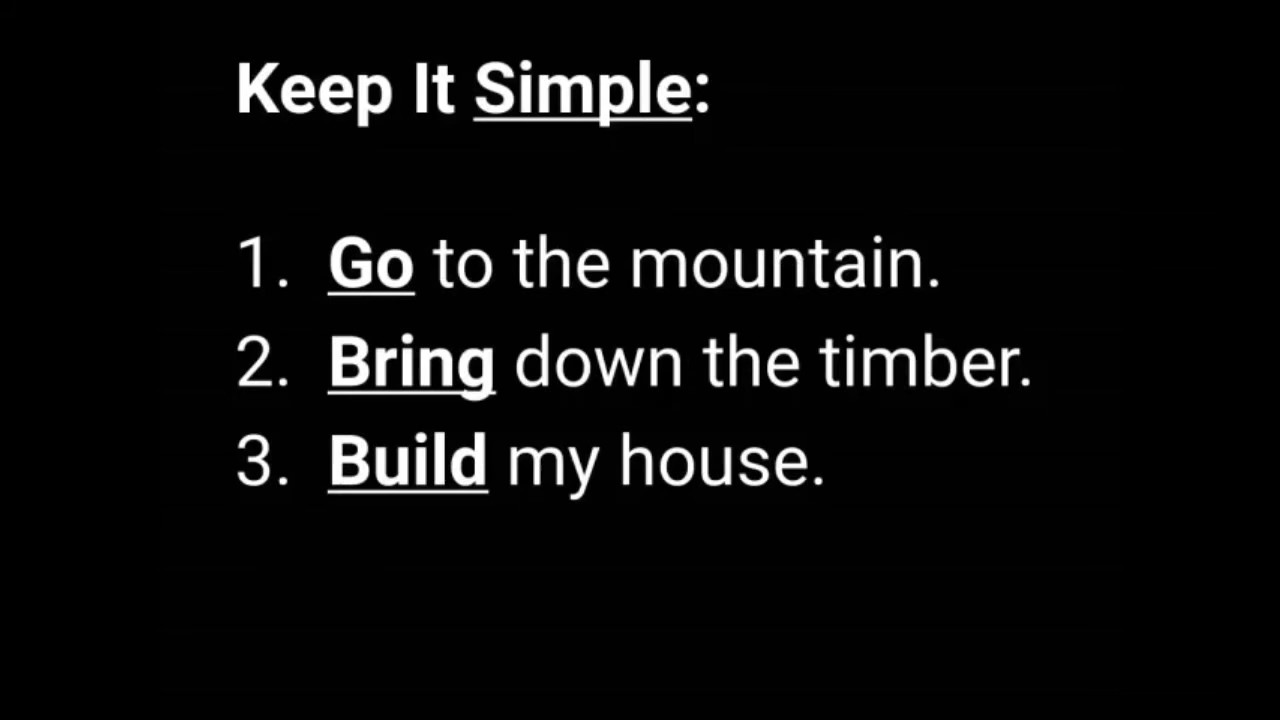 Keep It Simple:
1. Go to the mountain.
2. Bring down the timber.
3. Build my house.